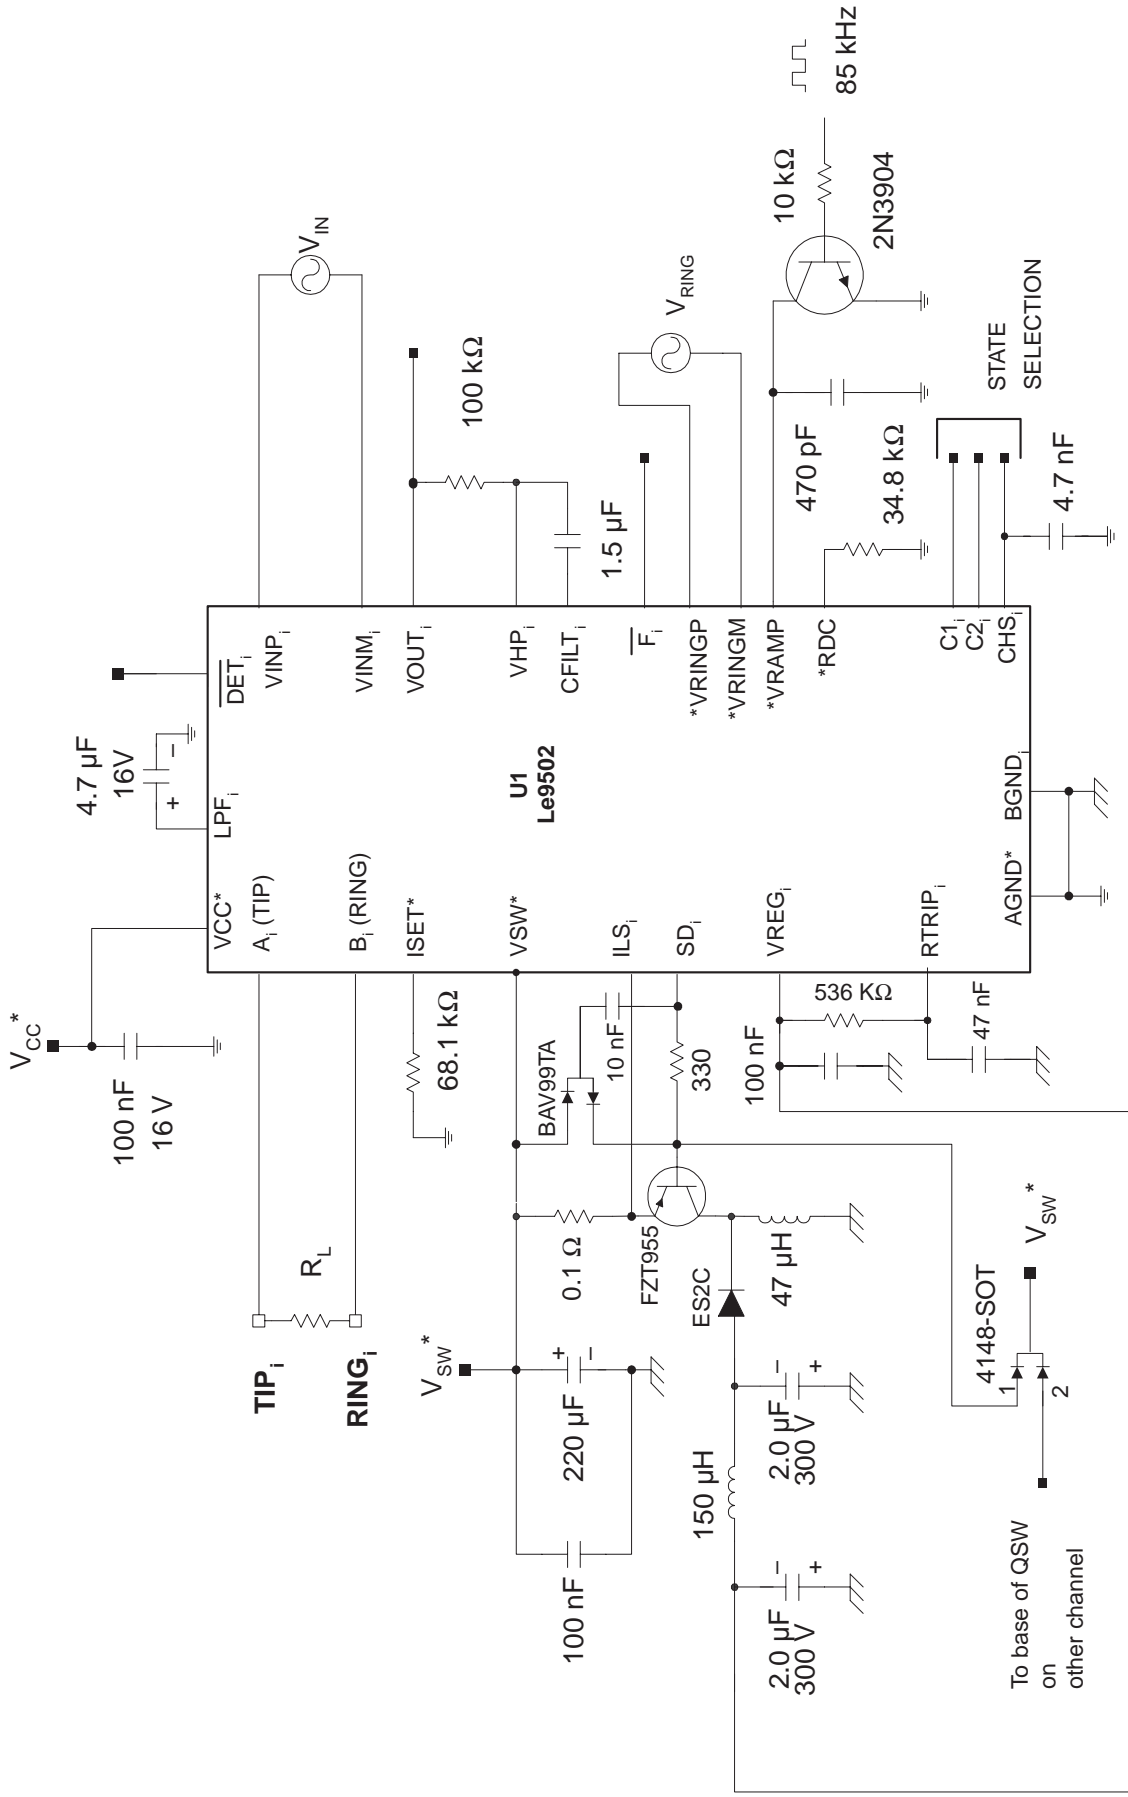 V_CC*
100 nF
16 V
4.7 µF
16V
+
–
V_IN
VCC*
LPF_i
DET_i
A_i (TIP)
B_i (RING)
ISET*
VSW*
ILS_i
SD_i
VREG_i
RTRIP_i
AGND*
BGND_i
U1
Le9502
VINP_i
VINM_i
VOUT_i
VHP_i
CFILT_i
F_i
*VRINGP
*VRINGM
*VRAMP
*RDC
C1_i
C2_i
CHS_i
100 kΩ
1.5 µF
V_RING
470 pF
34.8 kΩ
10 kΩ
2N3904
85 kHz
STATE
SELECTION
4.7 nF
TIP_i
RING_i
R_L
68.1 kΩ
V_SW*
BAV99TA
10 nF
330
0.1 Ω
FZT955
ES2C
47 µH
+
–
220 µF
100 nF
150 µH
–
+
2.0 µF
300 V
–
+
2.0 µF
300 V
100 nF
536 KΩ
47 nF
4148-SOT
1
2
V_SW*
To base of QSW
on
other channel